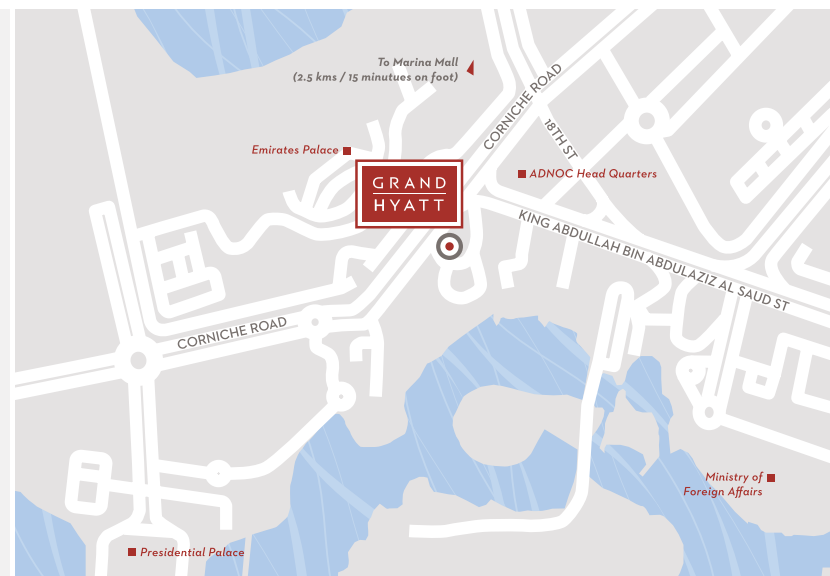 To Marina Mall
(2.5 kms / 15 minutues on foot)
CORNICHE ROAD
18TH ST
Emirates Palace
ADNOC Head Quarters
GRAND
HYATT
KING ABDULLAH BIN ABDULAZIZ AL SAUD ST
CORNICHE ROAD
Ministry of
Foreign Affairs
Presidential Palace